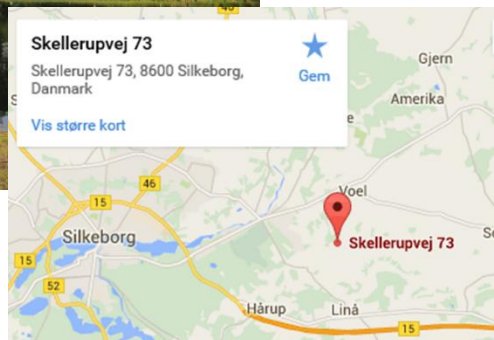 Skellerupvej 73
Skellerupvej 73, 8600 Silkeborg,
Danmark
Gem
Vis større kort
Gjern
Amerika
46
15
Voel
Silkeborg
Skellerupvej 73
15
52
Hårup
Linå
15